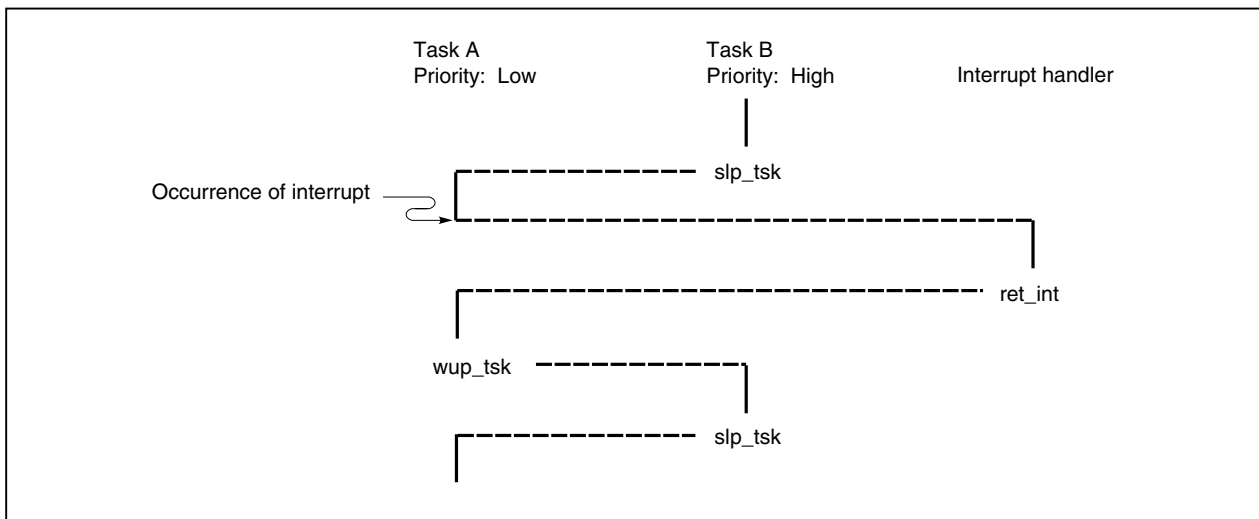 Task A
Priority: Low
Task B
Priority: High
Interrupt handler
slp_tsk
Occurrence of interrupt
ret_int
wup_tsk
slp_tsk